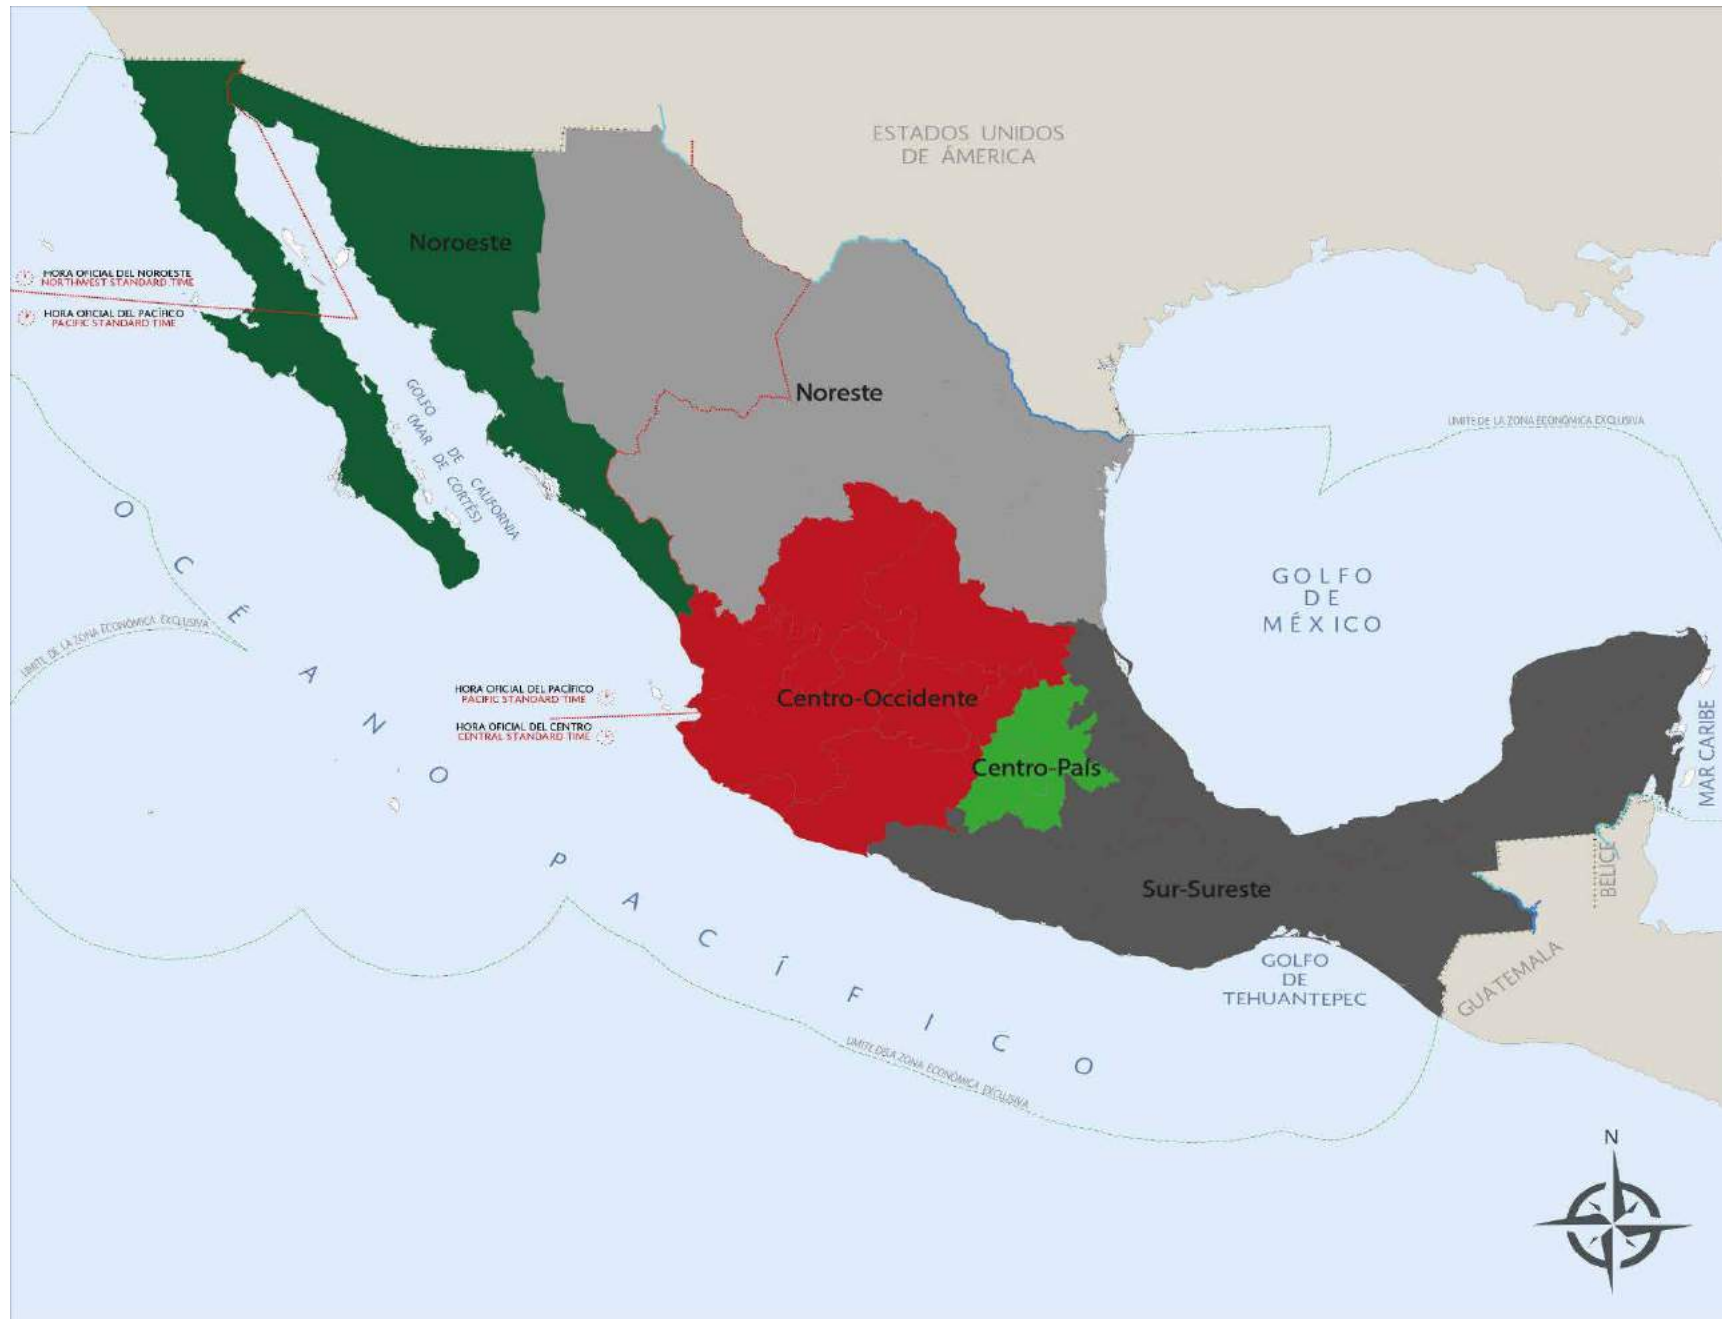 ESTADOS UNIDOS
DE ÁMERICA
Noroeste
HORA OFICIAL DEL NOROESTE
NORTHWEST STANDARD TIME
HORA OFICIAL DEL PACÍFICO
PACIFIC STANDARD TIME
Noreste
GOLFO DE CALIFORNIA
(MAR DE CORTÉS)
LIMITE DE LA ZONA ECONÓMICA EXCLUSIVA
GOLFO
DE
MÉXICO
LIMITE DE LA ZONA ECONÓMICA EXCLUSIVA
HORA OFICIAL DEL PACÍFICO
PACIFIC STANDARD TIME
HORA OFICIAL DEL CENTRO
CENTRAL STANDARD TIME
Centro-Occidente
Centro-País
MAR CARIBE
OCÉANO PACÍFICO
Sur-Sureste
BELICE
GOLFO
DE
TEHUANTEPEC
GUATEMALA
LIMITE DE LA ZONA ECONÓMICA EXCLUSIVA
N